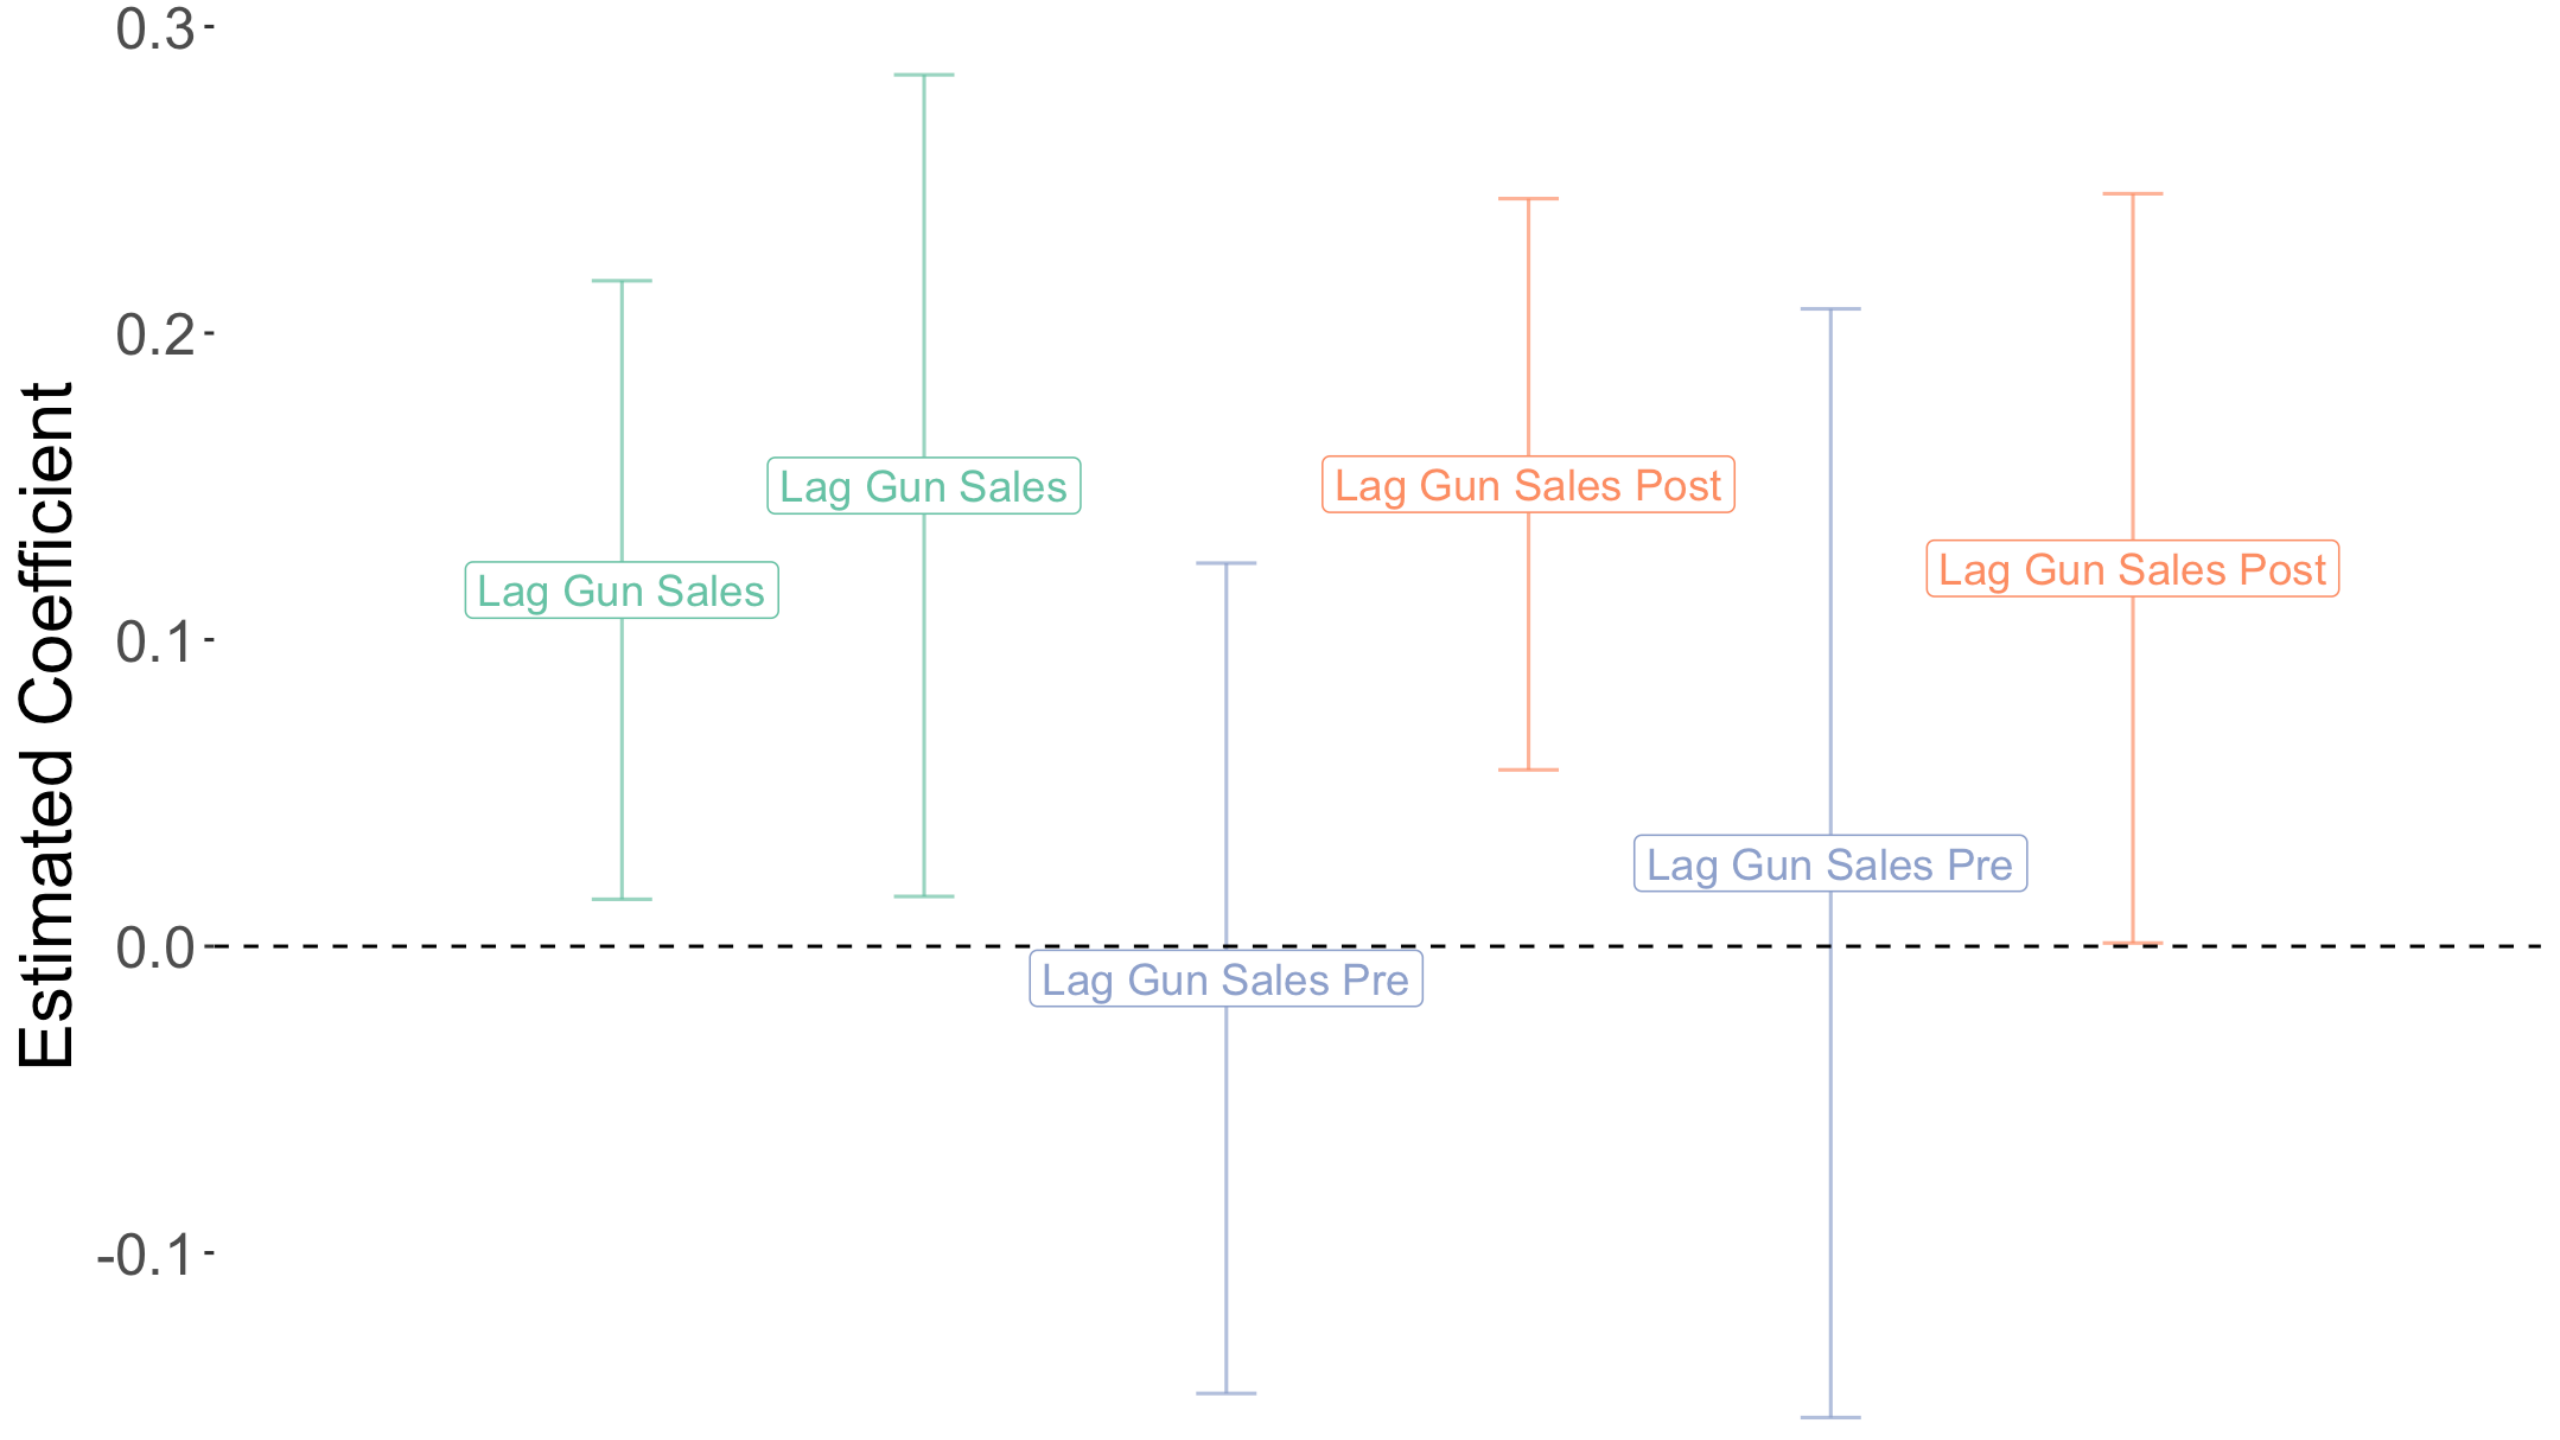 Estimated Coefficient
0.3
0.2
0.1
0.0
-0.1
Lag Gun Sales
Lag Gun Sales
Lag Gun Sales Pre
Lag Gun Sales Post
Lag Gun Sales Pre
Lag Gun Sales Post